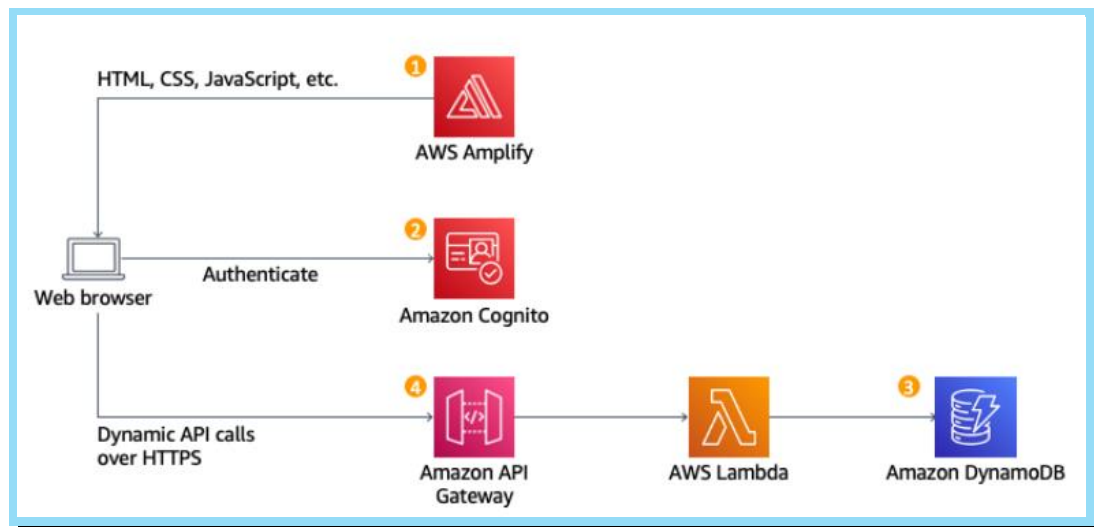 1
HTML, CSS, JavaScript, etc.
AWS Amplify
2
Authenticate
Web browser
Amazon Cognito
4
3
Dynamic API calls
over HTTPS
</>
Amazon API
Gateway
AWS Lambda
Amazon DynamoDB